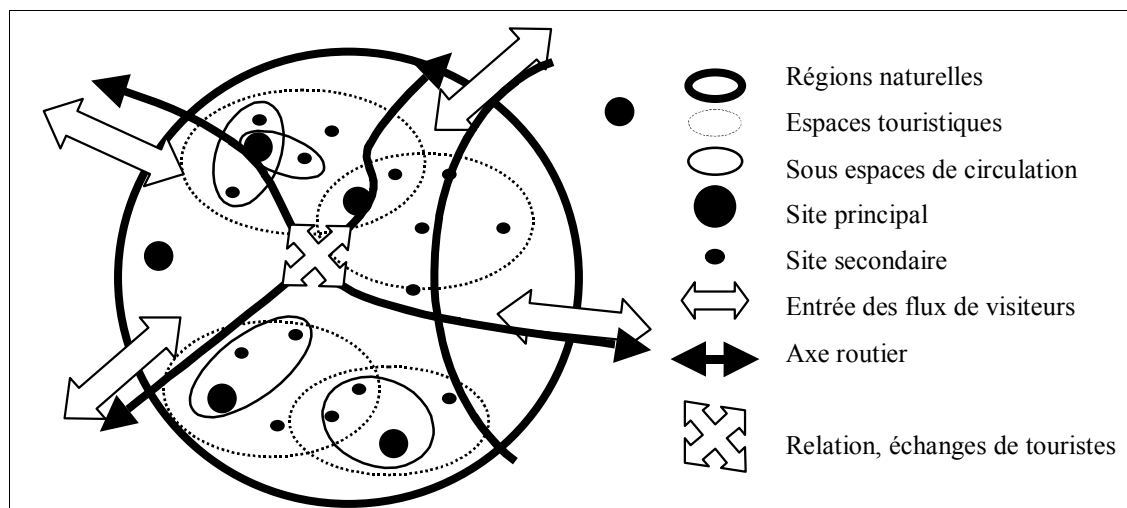 Régions naturelles
Espaces touristiques
Sous espaces de circulation
Site principal
Site secondaire
Entrée des flux de visiteurs
Axe routier
Relation, échanges de touristes